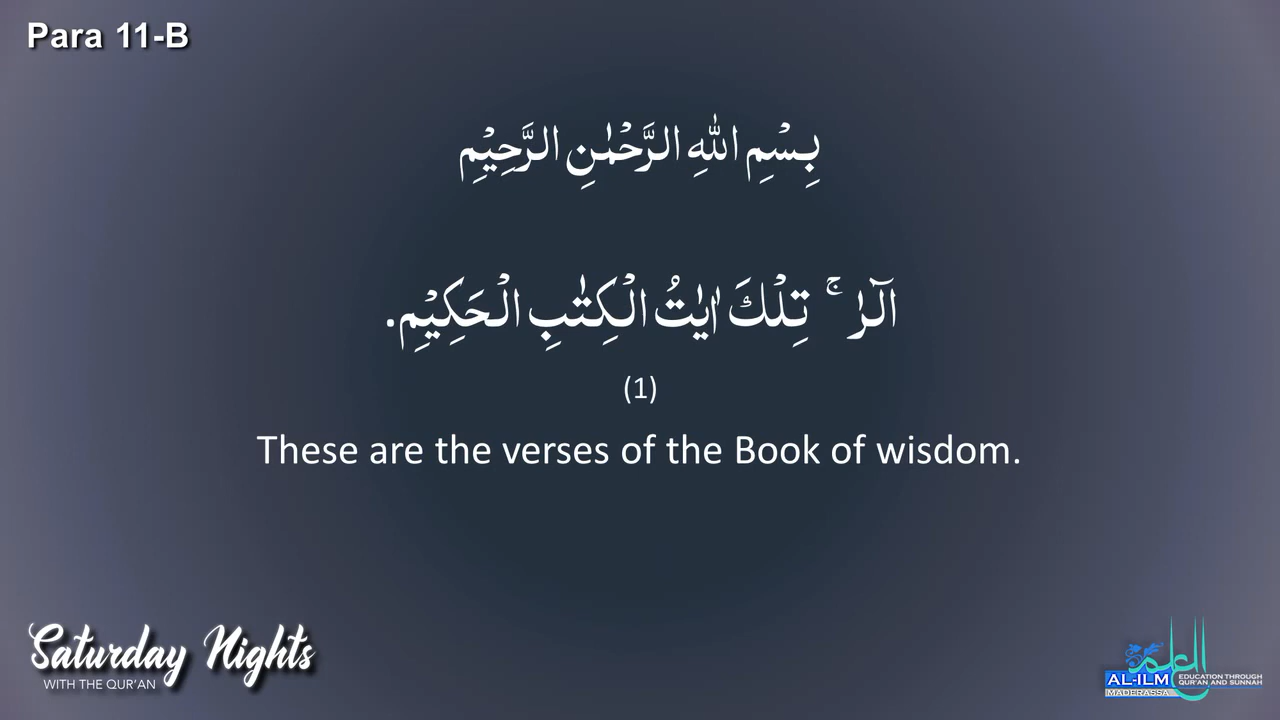 Para 11-B
بِسْمِ اللّٰهِ الرَّحْمٰنِ الرَّحِيْمِ
الٓرٰ ۚ تِلْكَ اٰيٰتُ الْكِتٰبِ الْحَكِيْمِ.
(1)
These are the verses of the Book of wisdom.
Saturday Nights
WITH THE QUR'AN
العلم
AL-ILM
MADERASSA
EDUCATION THROUGH
QUR'AN AND SUNNAH